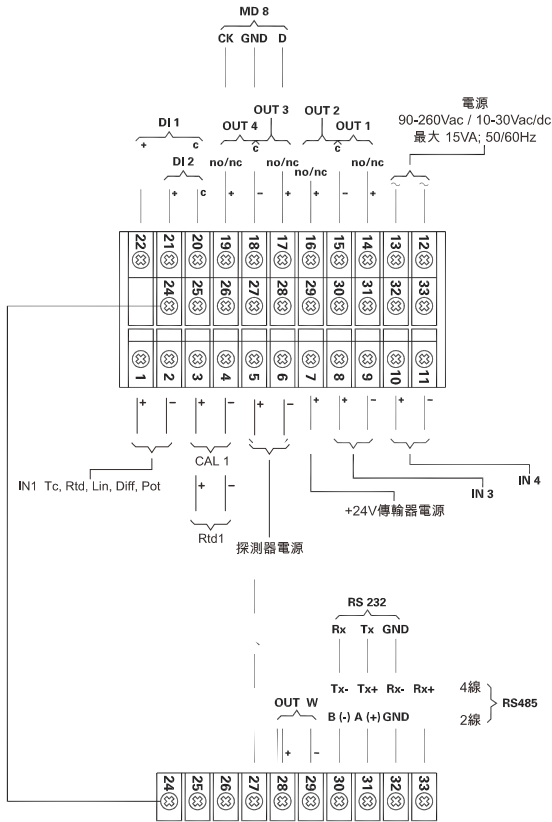 MD 8
CK GND D
電源
90-260Vac / 10-30Vac/dc
最大 15VA; 50/60Hz
DI 1
+ c
DI 2
+ c
OUT 3 OUT 2
OUT 4 OUT 1
c c
no/nc no/nc no/nc no/nc
+ − + + − +
22 21 20 19 18 17 16 15 14 13 12
24 25 26 27 28 29 30 31 32 33
1 2 3 4 5 6 7 8 9 10 11
+ − + − + − + + − + −
IN1 Tc, Rtd, Lin, Diff, Pot
CAL 1
+ −
Rtd1
探測器電源
+24V傳輸器電源
IN 3
IN 4
RS 232
Rx Tx GND
Tx- Tx+ Rx- Rx+ 4線
RS485
OUT W
B (-) A (+) GND 2線
+ −
24 25 26 27 28 29 30 31 32 33